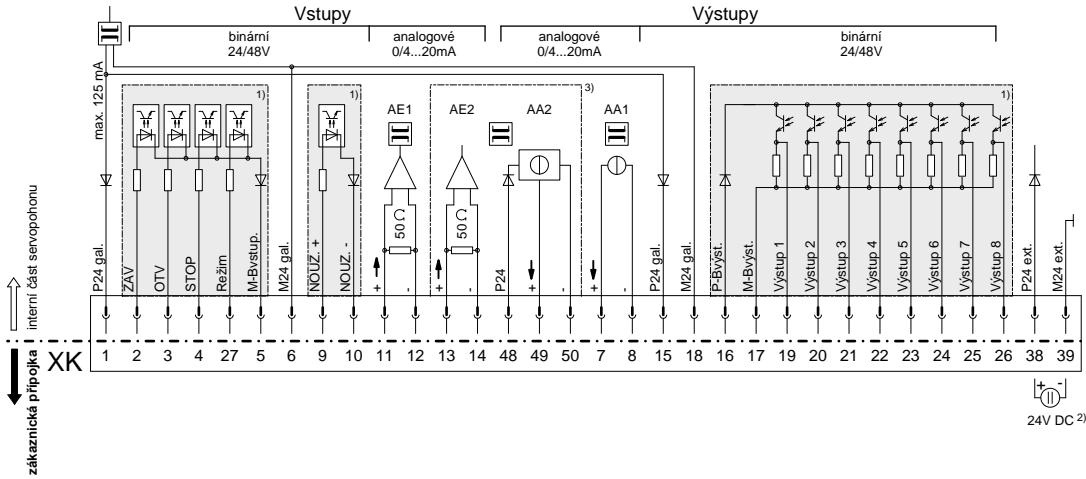 Vstupy
Výstupy
binární
24/48V
analogové
0/4...20mA
analogové
0/4...20mA
binární
24/48V
max. 125 mA
1)
1)
3)
1)
AE1
AE2
AA2
AA1
50 Ω
50 Ω
+
-
+
-
+
-
+
-
P24 gal.
ZAV
OTV
STOP
Režim
M-Bvstup.
M24 gal.
NOUZ. +
NOUZ. -
P24
P24 gal.
M24 gal.
P-Bvyst.
M-Bvýst.
Výstup 1
Výstup 2
Výstup 3
Výstup 4
Výstup 5
Výstup 6
Výstup 7
Výstup 8
P24 ext.
M24 ext.
interní část servopohonu
zákaznická přípojka
XK
1 2 3 4 27 5 6 9 10 11 12 13 14 48 49 50 7 8 15 18 16 17 19 20 21 22 23 24 25 26 38 39
+ -
24V DC 2)